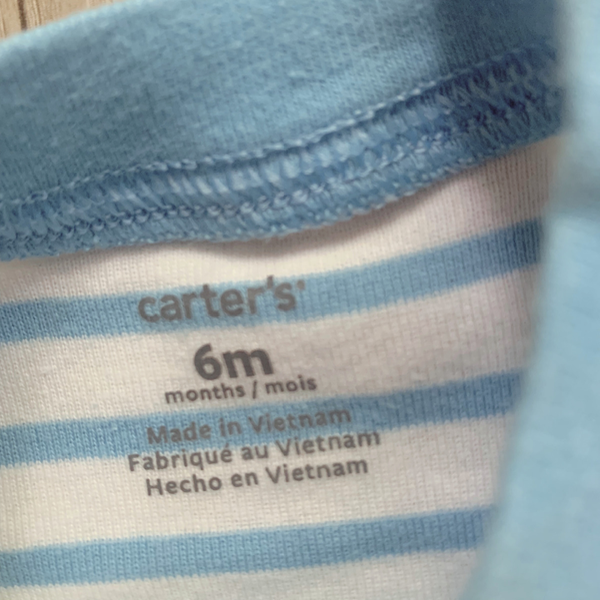 carter's
6m
months / mois
Made in Vietnam
Fabriqué au Vietnam
Hecho en Vietnam